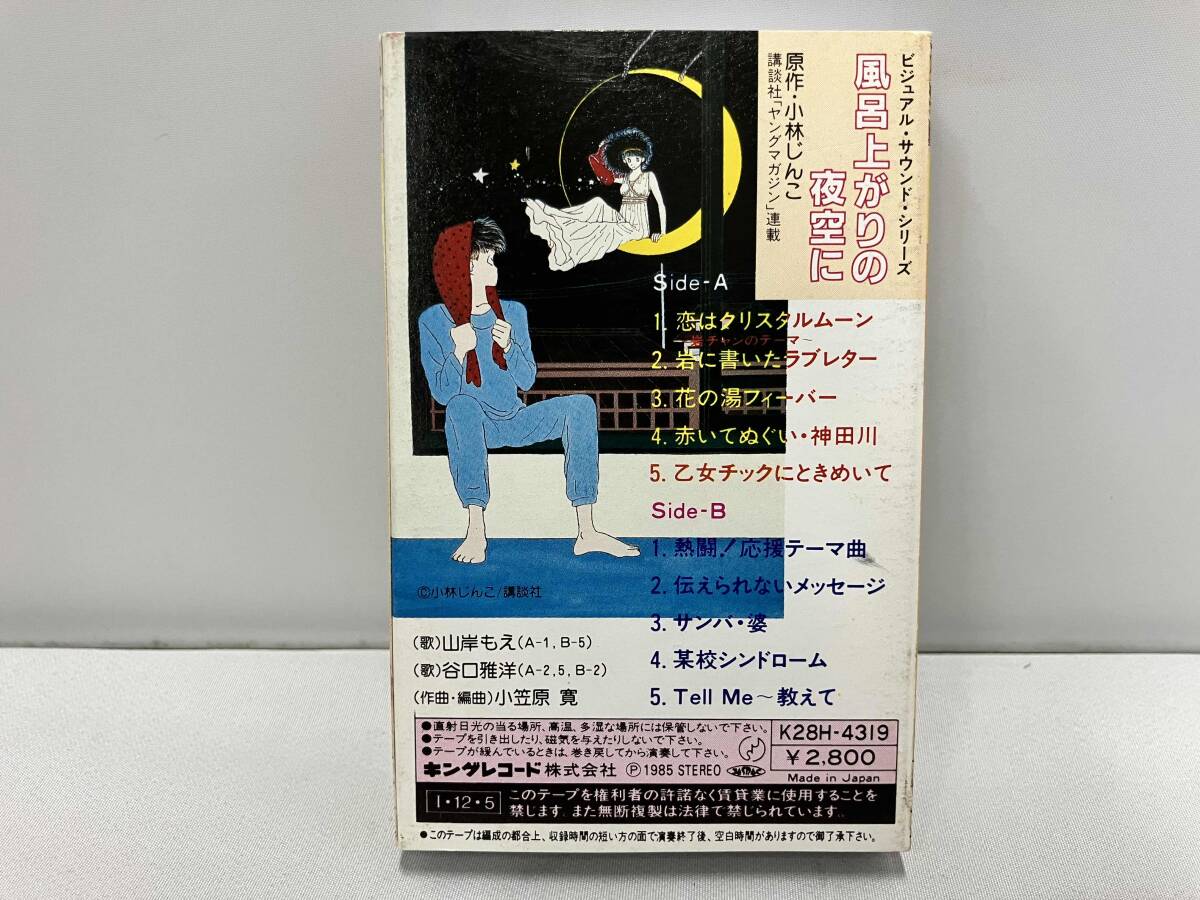 ビジュアル・サウンド・シリーズ
風呂上がりの
夜空に
原作・小林じんこ
講談社「ヤングマガジン」連載
Side-A
1. 恋はクリスタルムーン
～岩チャンのテーマ～
2. 岩に書いたラブレター
3. 花の湯フィーバー
4. 赤いてぬぐい・神田川
5. 乙女チックにときめいて
Side-B
1. 熱闘！応援テーマ曲
2. 伝えられないメッセージ
3. サンバ・婆
4. 某校シンドローム
5. Tell Me～教えて
©小林じんこ/講談社
(歌)山岸もえ(A-1, B-5)
(歌)谷口雅洋(A-2,5, B-2)
(作曲・編曲)小笠原 寛
●直射日光の当る場所、高温、多湿な場所には保管しないで下さい。
●テープを引き出したり、磁気を与えたりしないで下さい。
●テープが緩んでいるときは、巻き戻してから演奏して下さい。
キングレコード株式会社 Ⓟ1985 STEREO
K28H-4319
¥2,800
Made in Japan
I・12・5
このテープを権利者の許諾なく賃貸業に使用することを
禁じます。また無断複製は法律で禁じられています。
●このテープは編成の都合上、収録時間の短い方の面で演奏終了後、空白時間がありますので御了承下さい。